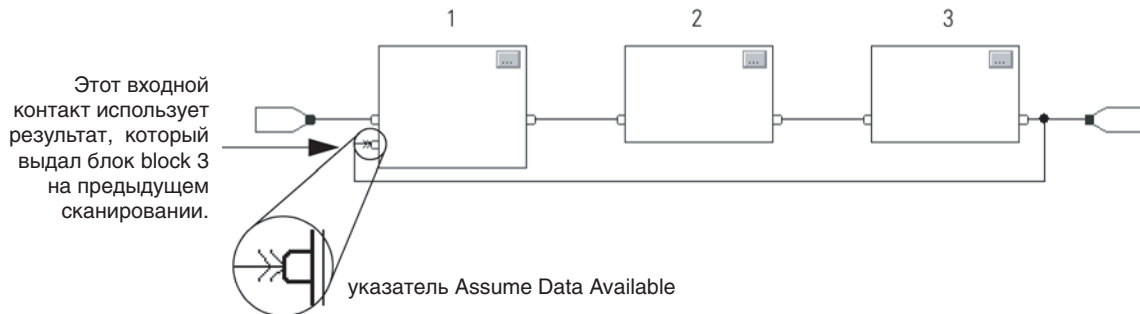 1 2 3
Этот входной
контакт использует
результат, который
выдал блок block 3
на предыдущем
сканировании.
указатель Assume Data Available